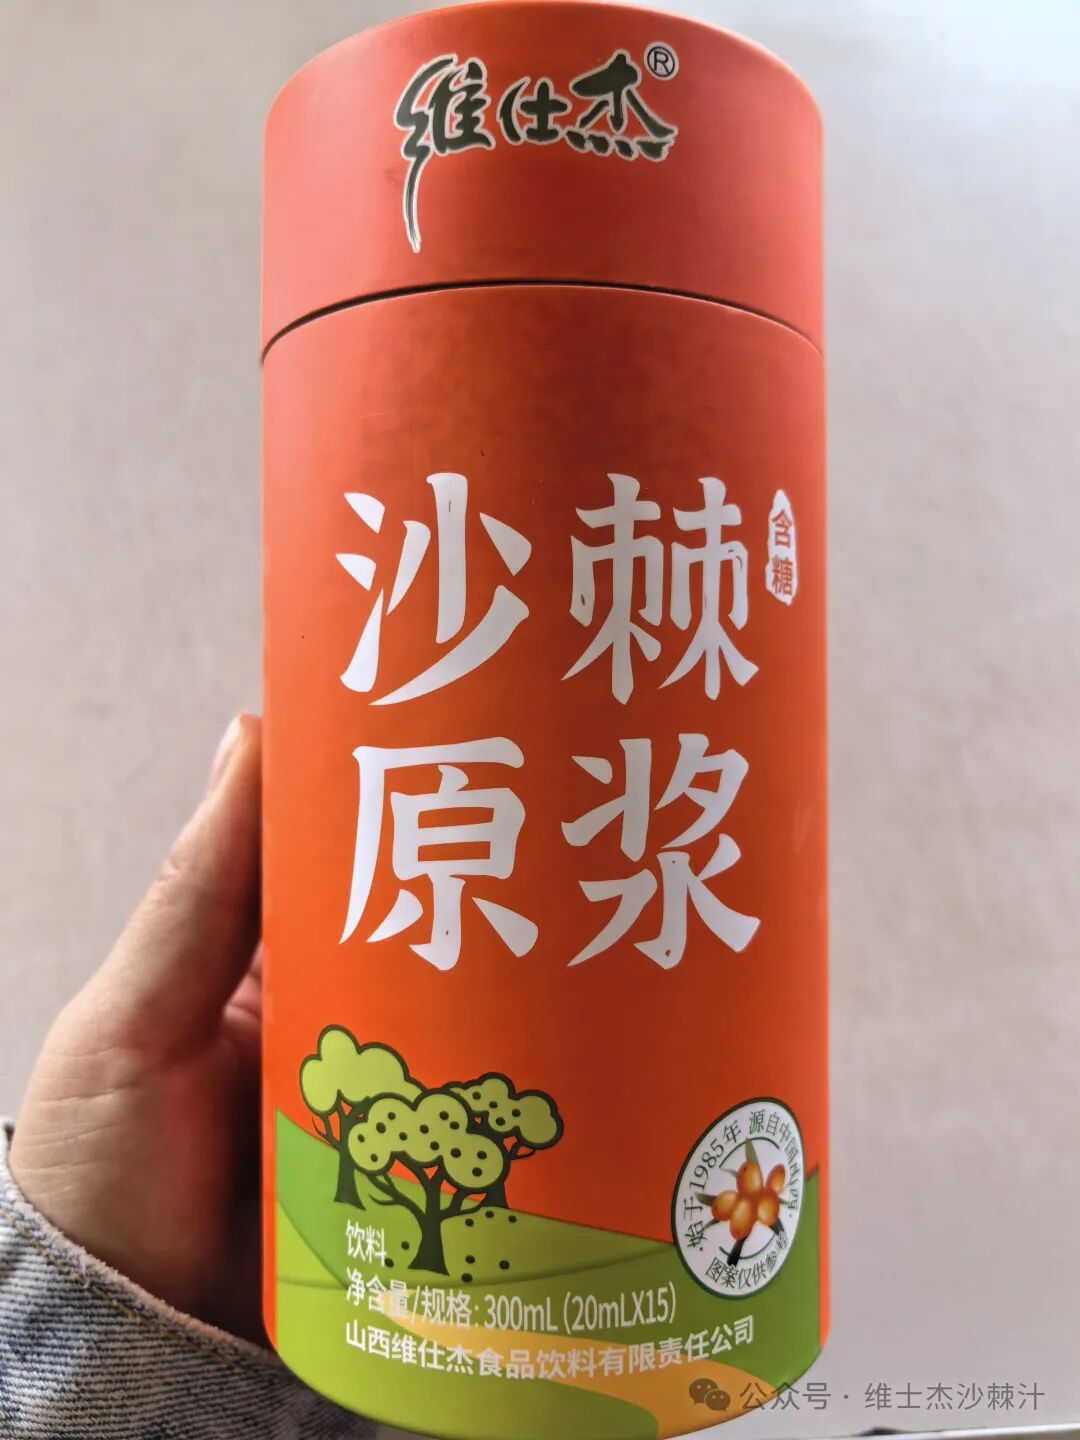 维仕杰®
沙棘
含糖
原浆
·始于1985年 源自中国山西·
图案仅供参考
饮料
净含量/规格: 300mL (20mLX15)
山西维仕杰食品饮料有限责任公司
公众号 · 维士杰沙棘汁